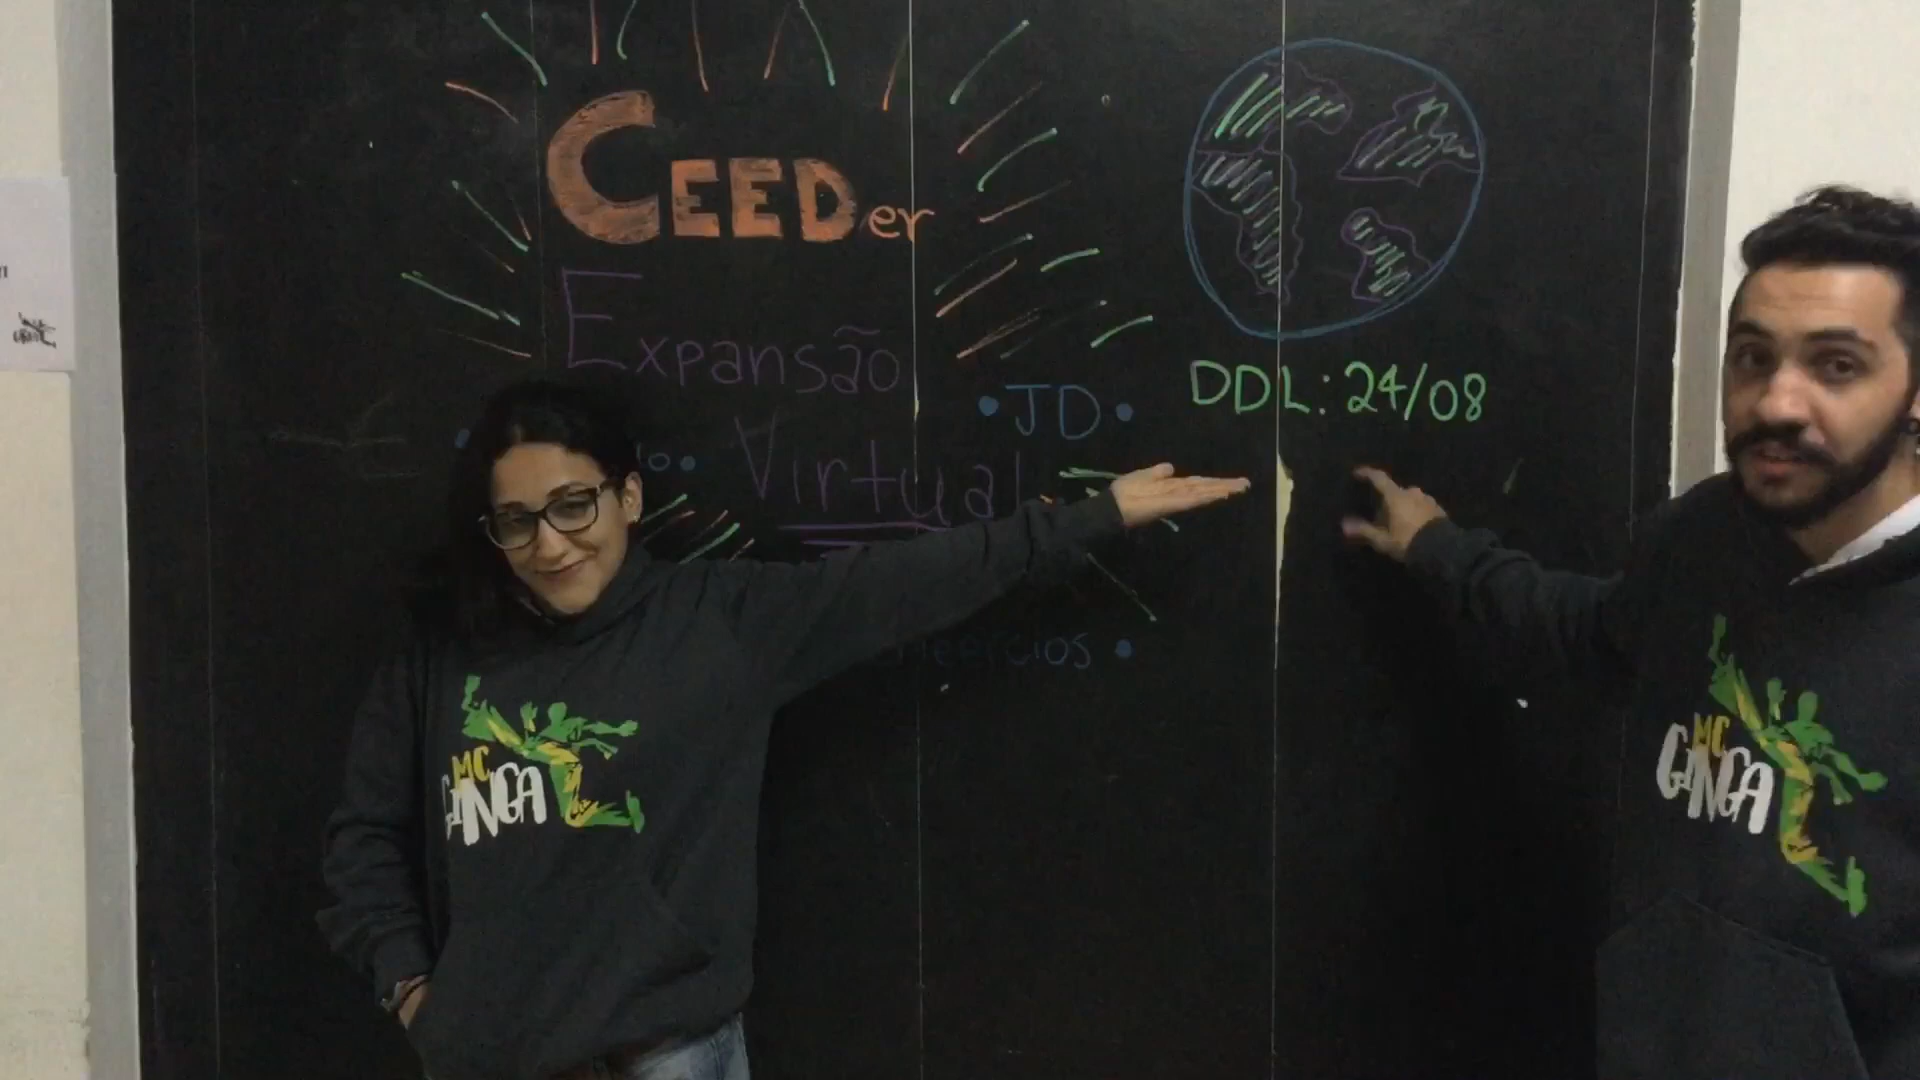 CEEDer
Expansão
Virtual
• JD •
DDL: 24/08
MC
GINGA
MC
GINGA